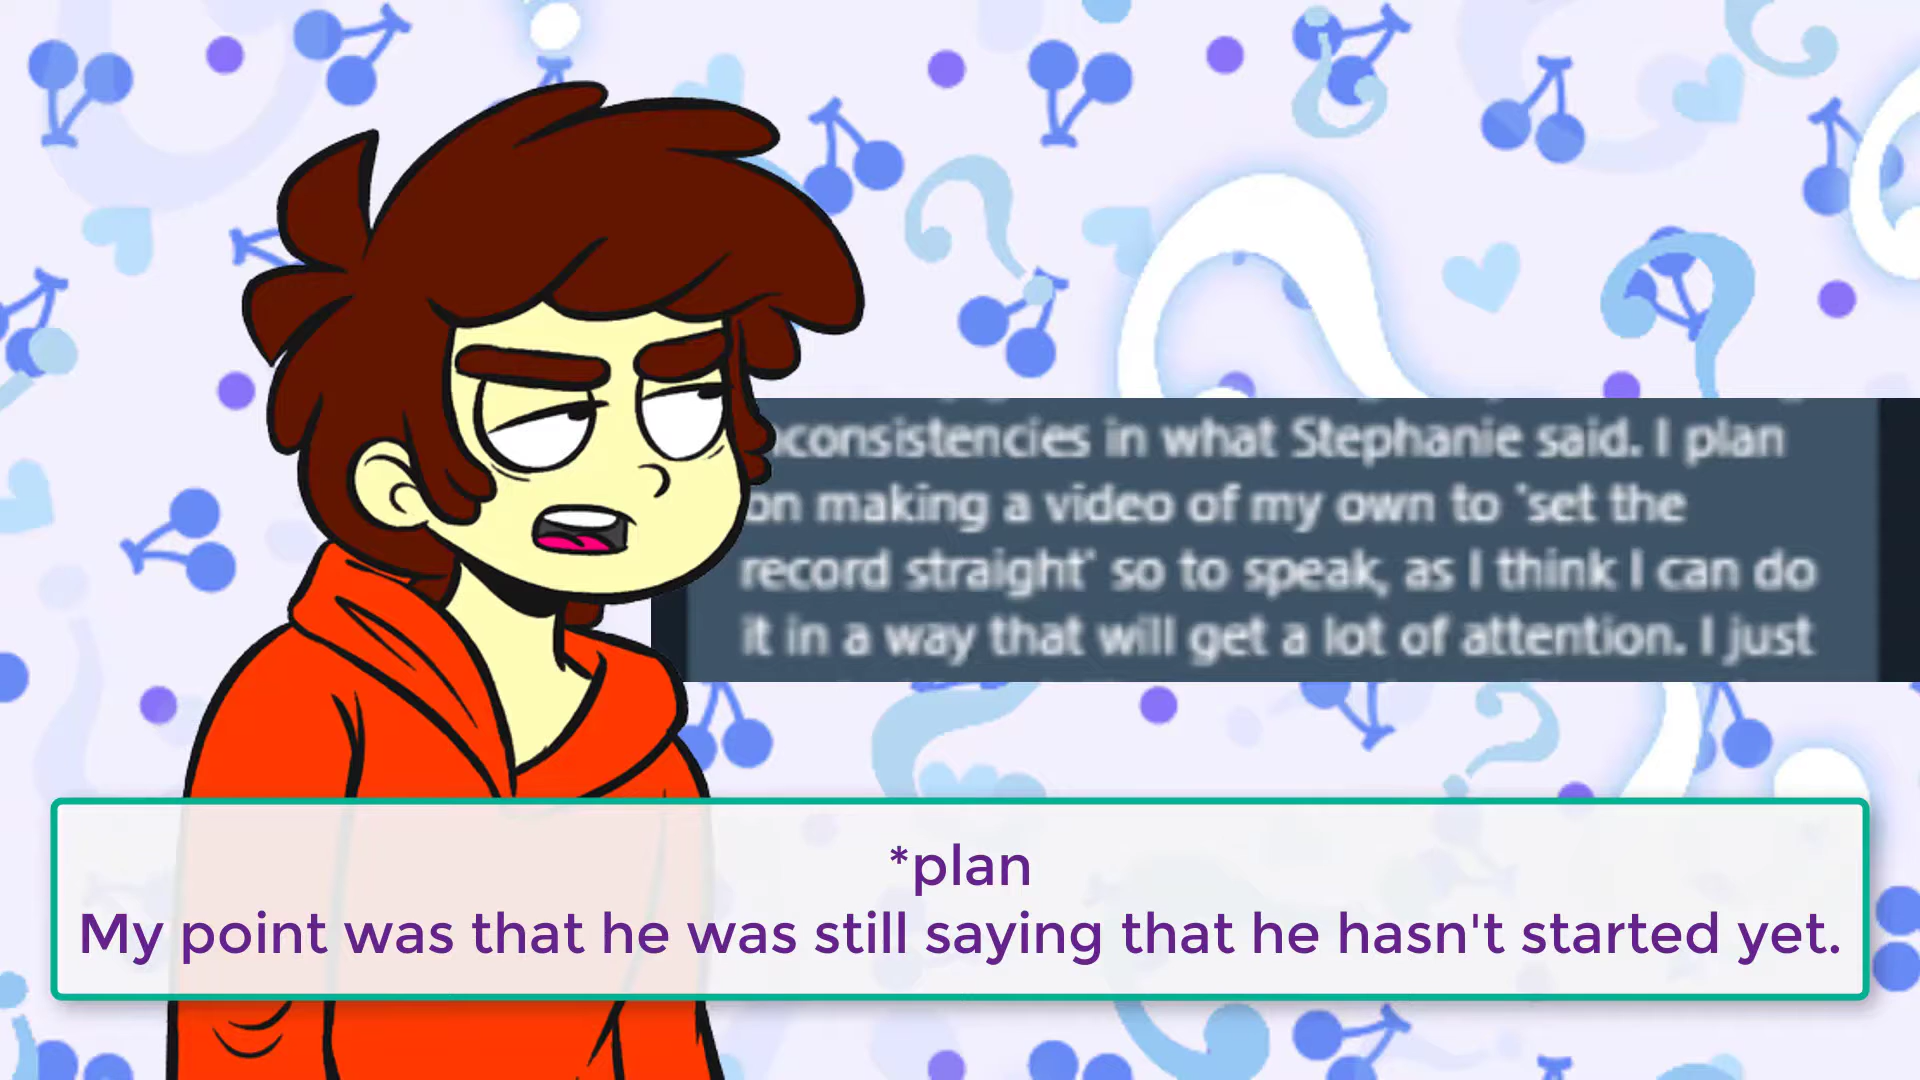 consistencies in what Stephanie said. I plan
on making a video of my own to 'set the
record straight' so to speak, as I think I can do
it in a way that will get a lot of attention. I just
*plan
My point was that he was still saying that he hasn't started yet.